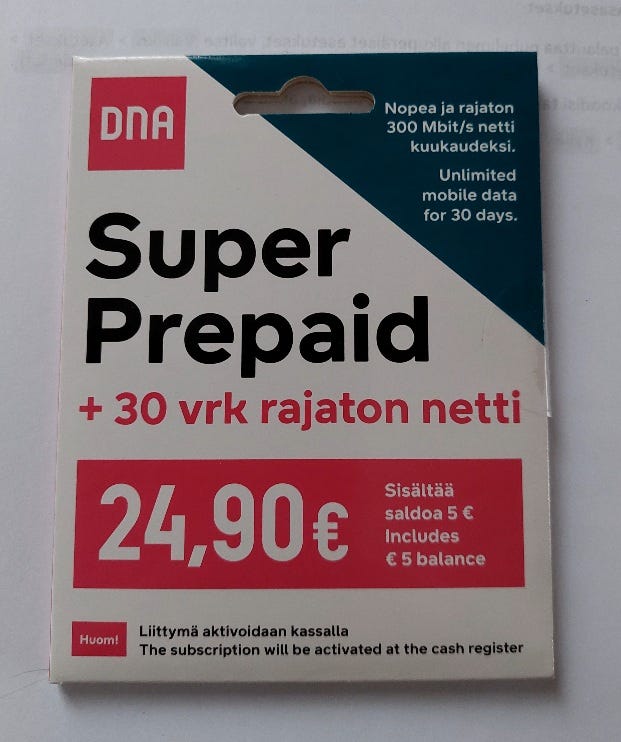 DNA
Nopea ja rajaton
300 Mbit/s netti
kuukaudeksi.
Unlimited
mobile data
for 30 days.
Super
Prepaid
+ 30 vrk rajaton netti
24,90€
Sisältää
saldoa 5 €
Includes
€ 5 balance
Huom!
Liittymä aktivoidaan kassalla
The subscription will be activated at the cash register